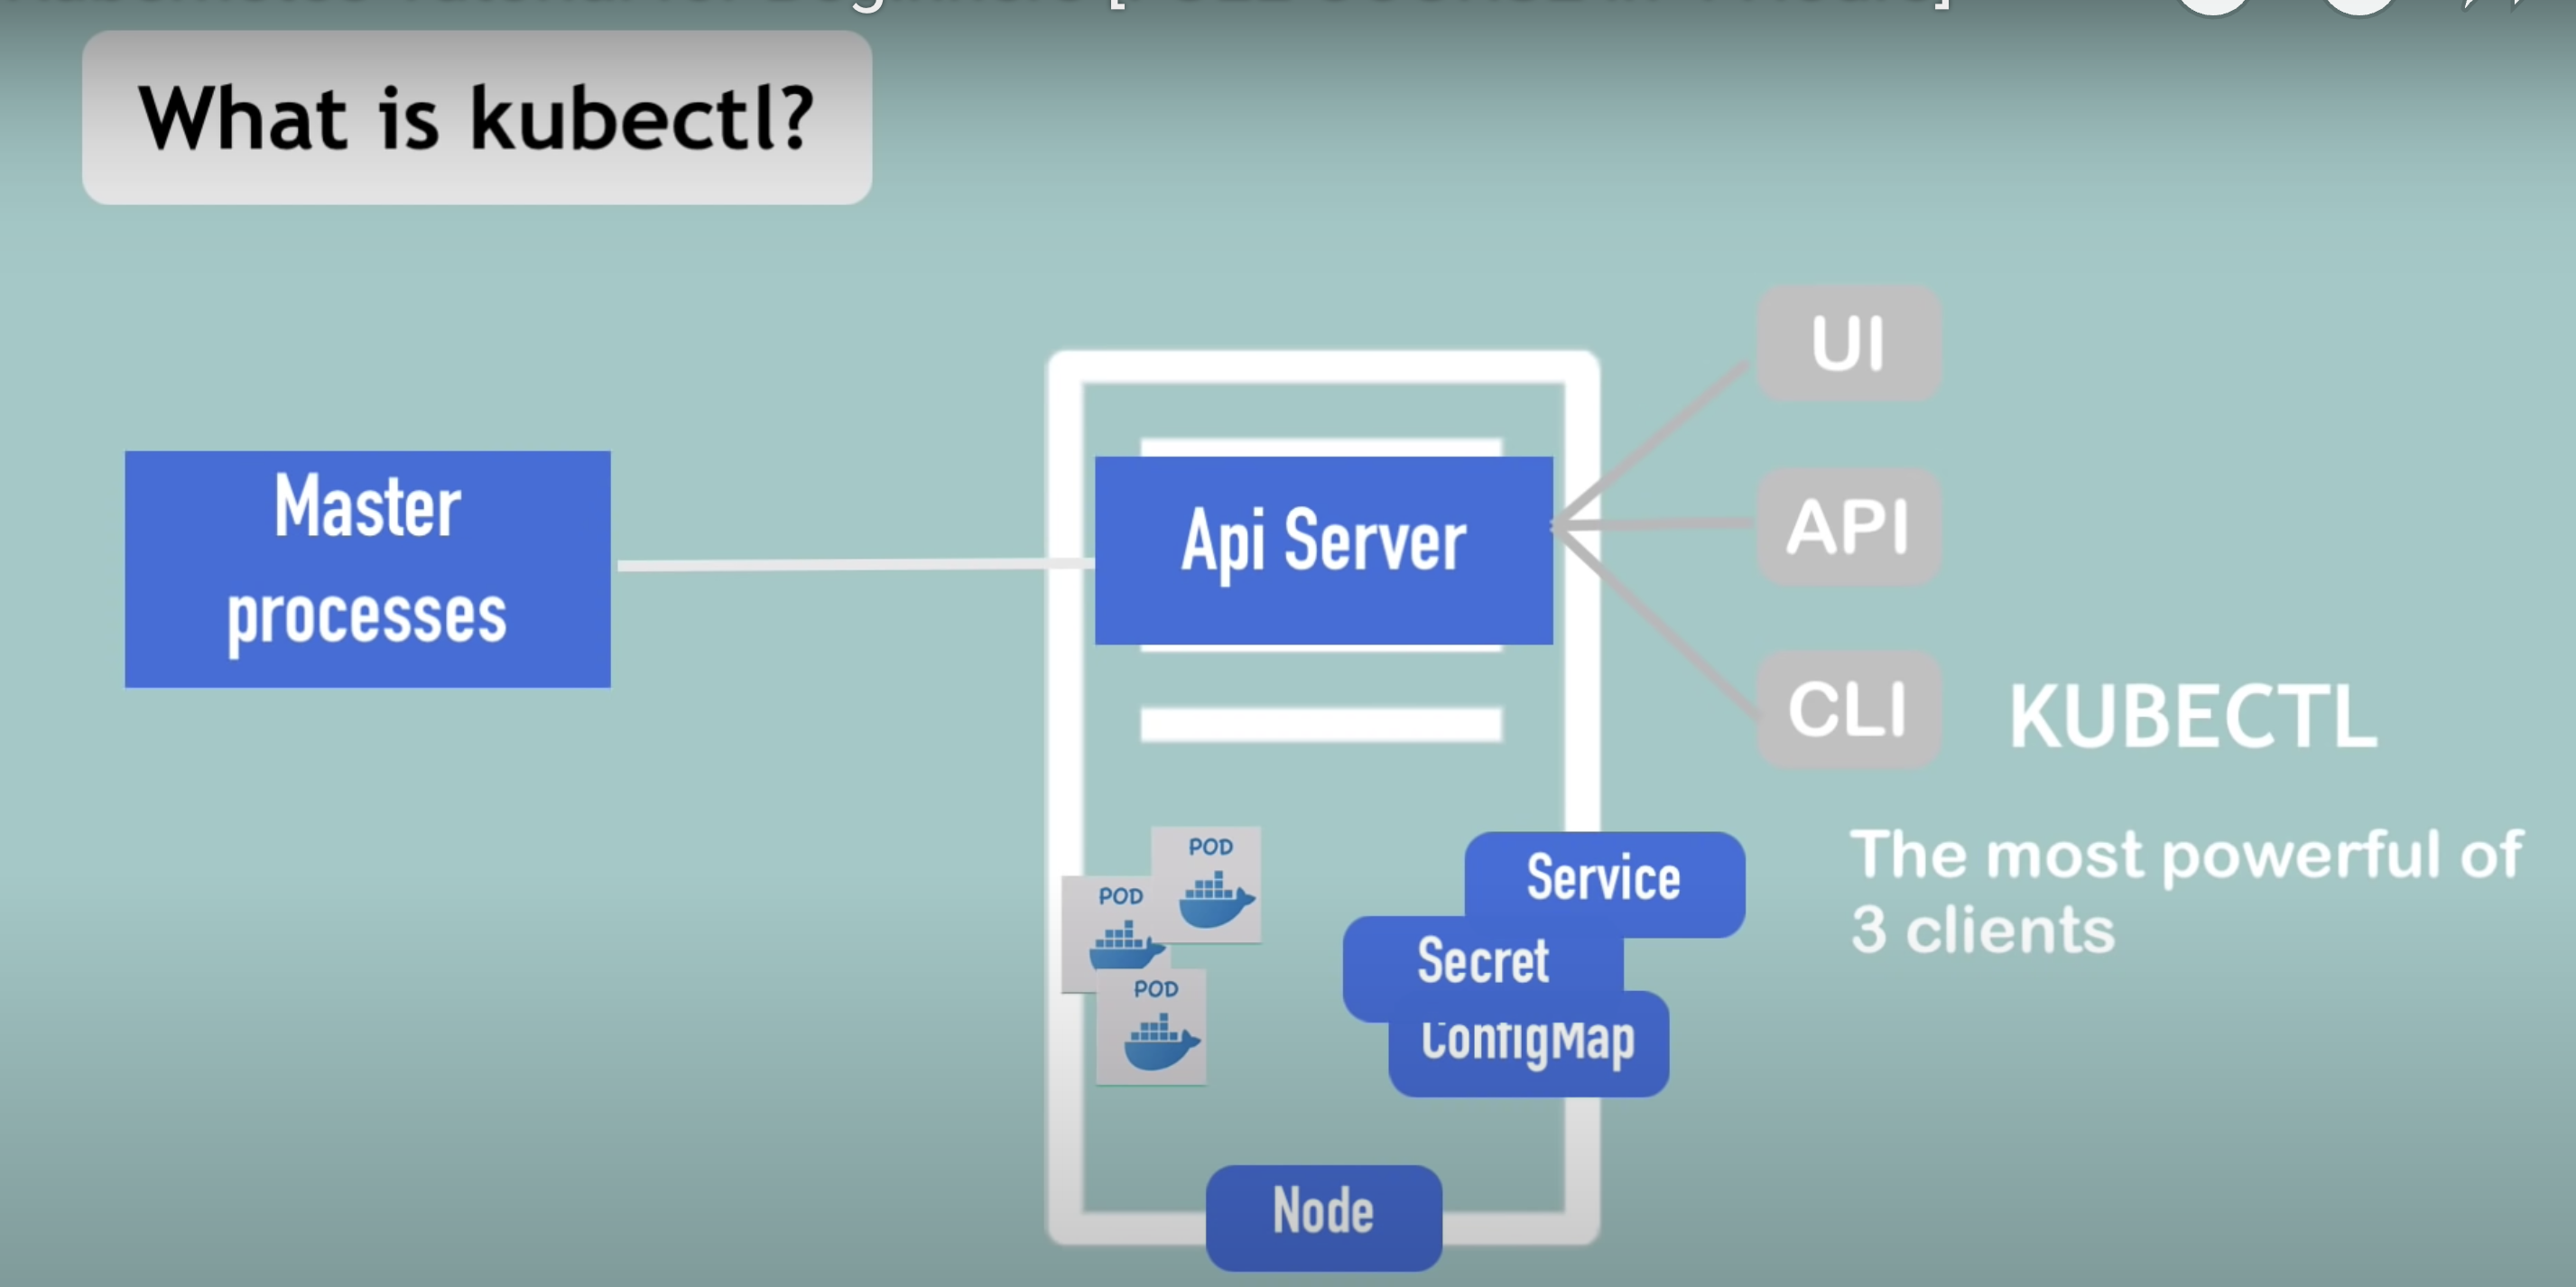 What is kubectl?
UI
API
CLI
KUBECTL
Master
processes
Api Server
The most powerful of
3 clients
POD
POD
POD
Service
Secret
ConfigMap
Node